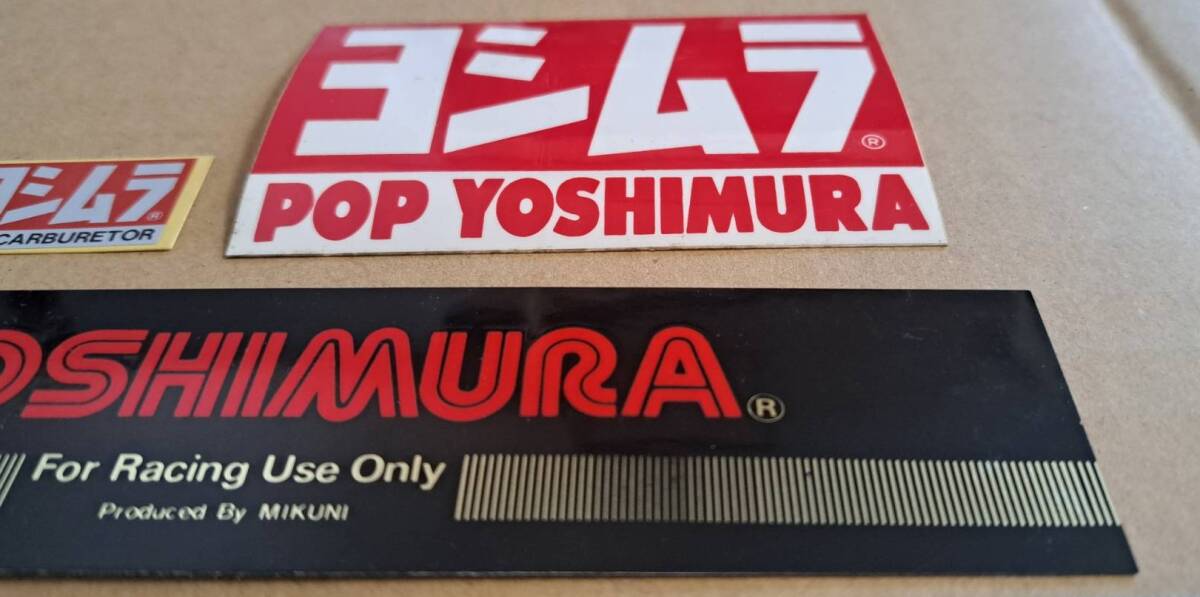 ヨシムラ®
POP YOSHIMURA
ヨシムラ®
CARBURETOR
OSHIMURA®
For Racing Use Only
Produced By MIKUNI